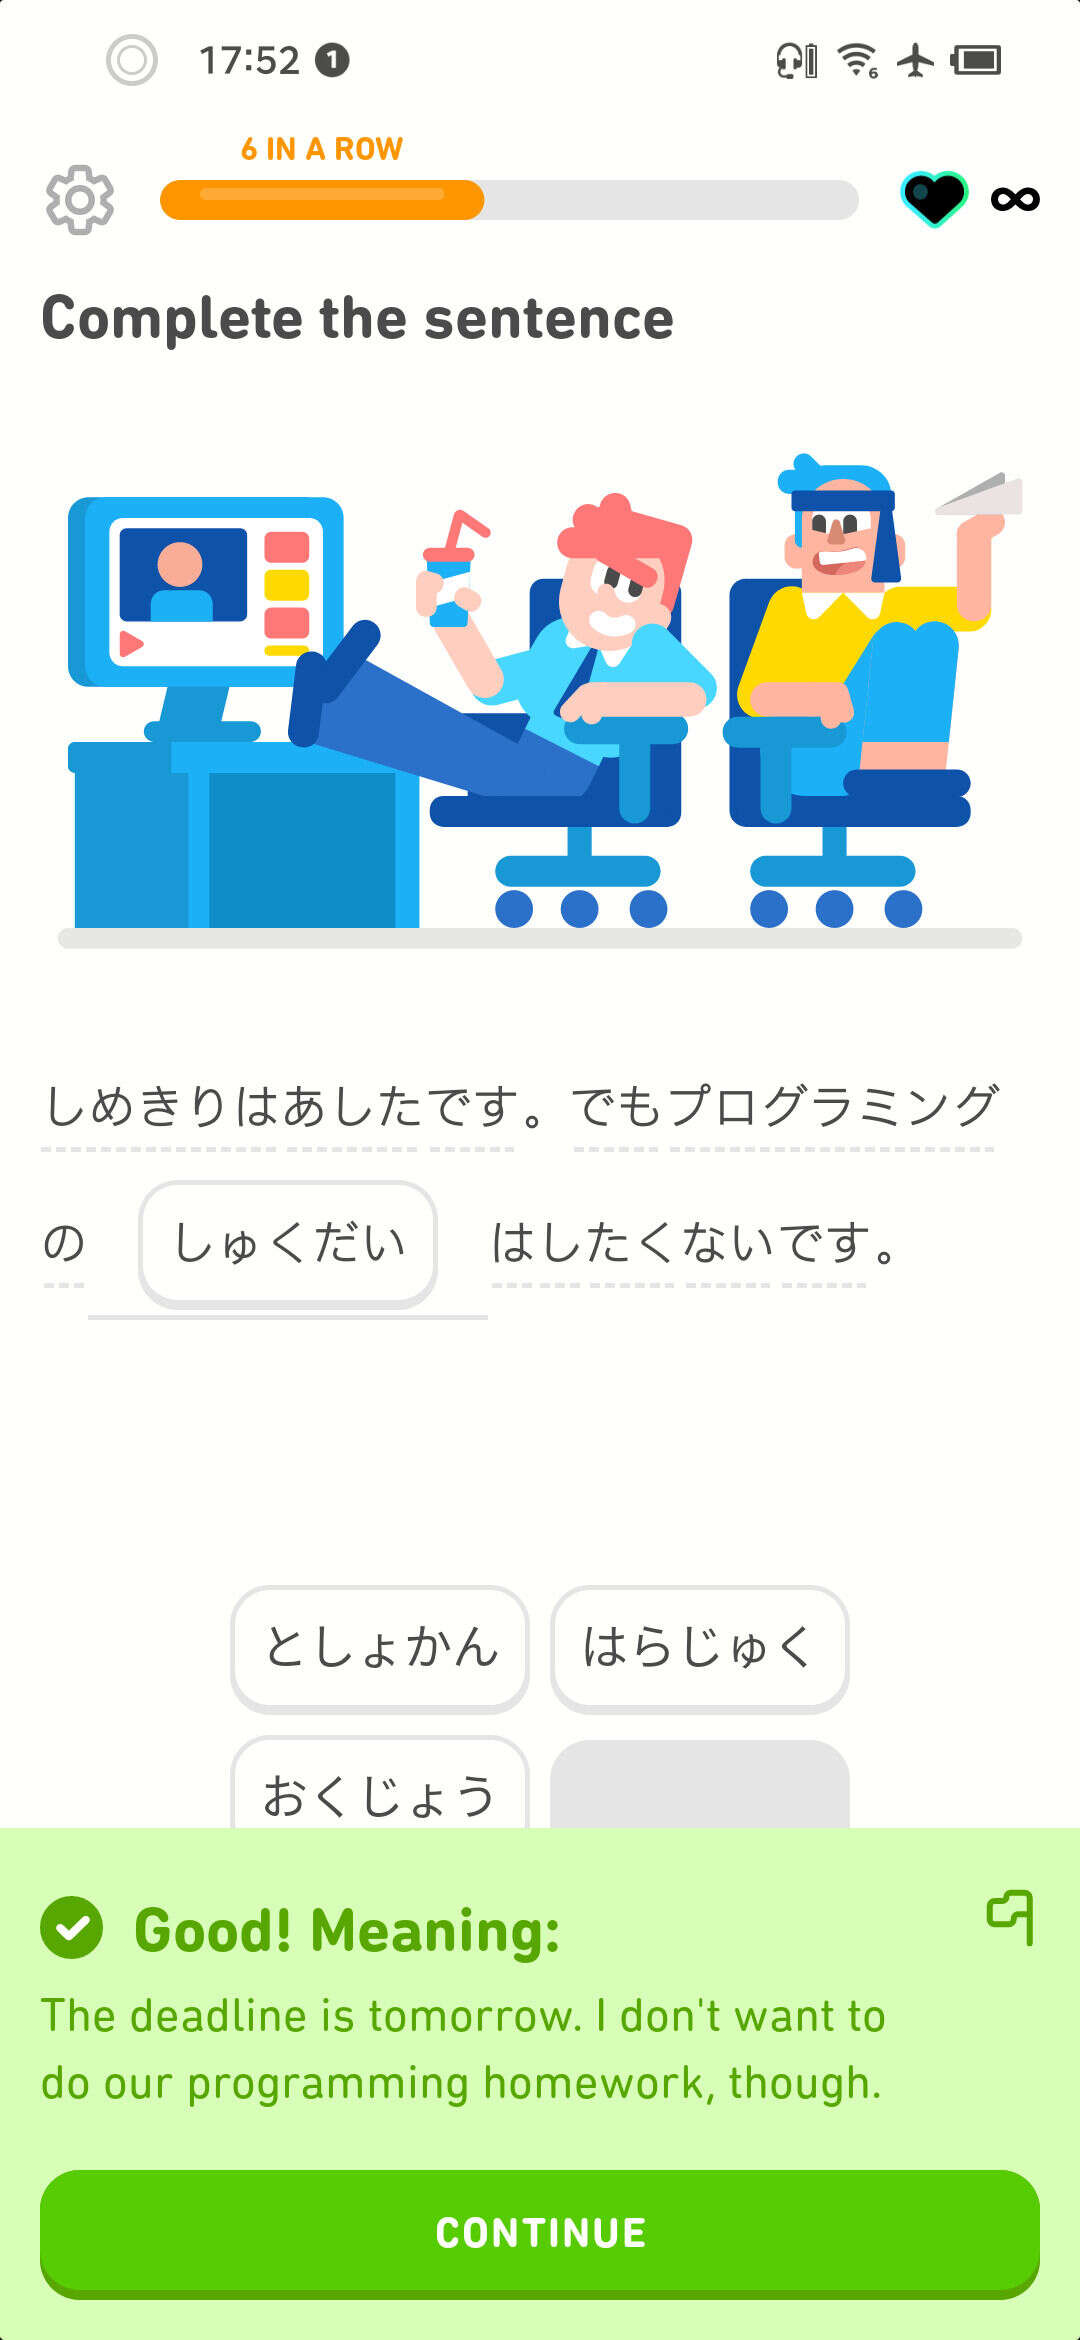 17:52 1
6
6 IN A ROW
Complete the sentence
しめきりはあしたです。でもプログラミング
の しゅくだい はしたくないです。
としょかん はらじゅく
おくじょう
Good! Meaning:
The deadline is tomorrow. I don't want to
do our programming homework, though.
CONTINUE